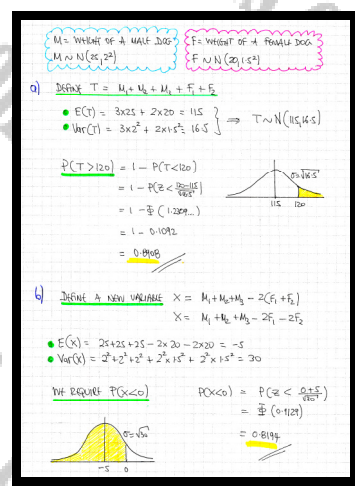 M = WEIGHT OF A MALE DOG
M ~ N(25,2²)
F = WEIGHT OF A FEMALE DOG
F ~ N(20,1.5²)
a) DEFINE T = M₁ + M₂ + M₃ + F₁ + F₂
• E(T) = 3×25 + 2×20 = 115
• Var(T) = 3×2² + 2×1.5² = 16.5
⇒ T ~ N(115,16.5)
P(T>120) = 1 − P(T<120)
= 1 − P(Z < (120−115)/√16.5)
= 1 − Φ(1.2309...)
= 1 − 0.1092
= 0.8908
σ=√16.5
115 120
b) DEFINE A NEW VARIABLE X = M₁+M₂+M₃ − 2(F₁+F₂)
X = M₁ + M₂ + M₃ − 2F₁ − 2F₂
• E(X) = 25+25+25 − 2×20 − 2×20 = −5
• Var(X) = 2²+2²+2² + 2²×1.5² + 2²×1.5² = 30
WE REQUIRE P(X<0)
P(X<0) = P(Z < (0+5)/√30)
= Φ(0.9129)
= 0.8194
σ=√30
−5 0